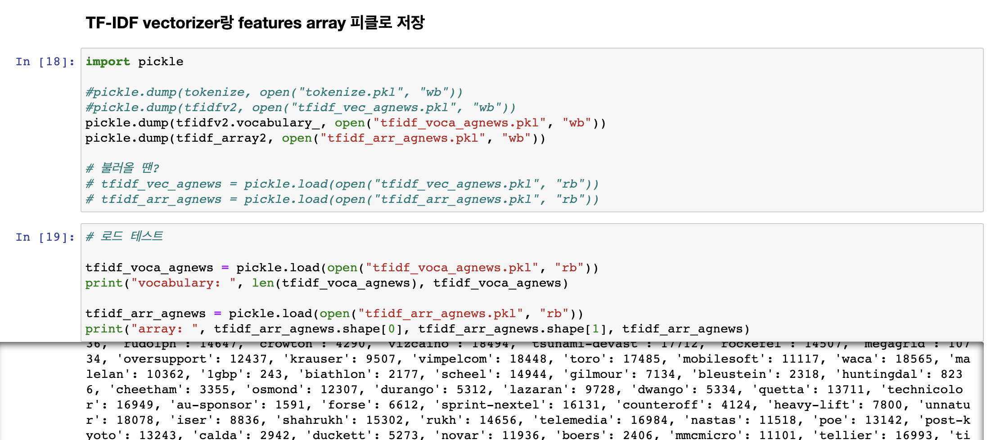 TF-IDF vectorizer랑 features array 피클로 저장
In [18]:
import pickle
#pickle.dump(tokenize, open("tokenize.pkl", "wb"))
#pickle.dump(tfidfv2, open("tfidf_vec_agnews.pkl", "wb"))
pickle.dump(tfidfv2.vocabulary_, open("tfidf_voca_agnews.pkl", "wb"))
pickle.dump(tfidf_array2, open("tfidf_arr_agnews.pkl", "wb"))
# 불러올 땐?
# tfidf_vec_agnews = pickle.load(open("tfidf_vec_agnews.pkl", "rb"))
# tfidf_arr_agnews = pickle.load(open("tfidf_arr_agnews.pkl", "rb"))
In [19]:
# 로드 테스트
tfidf_voca_agnews = pickle.load(open("tfidf_voca_agnews.pkl", "rb"))
print("vocabulary: ", len(tfidf_voca_agnews), tfidf_voca_agnews)
tfidf_arr_agnews = pickle.load(open("tfidf_arr_agnews.pkl", "rb"))
print("array: ", tfidf_arr_agnews.shape[0], tfidf_arr_agnews.shape[1], tfidf_arr_agnews)
36, 'rudolph': 14647, 'crowton': 4290, 'vizcaino': 18494, 'tsunami-devast': 17712, 'rockefel': 14507, 'megagrid': 107
34, 'oversupport': 12437, 'krauser': 9507, 'vimpelcom': 18448, 'toro': 17485, 'mobilesoft': 11117, 'waca': 18565, 'ma
lelan': 10362, '1gbp': 243, 'biathlon': 2177, 'scheel': 14944, 'gilmour': 7134, 'bleustein': 2318, 'huntingdal': 823
6, 'cheetham': 3355, 'osmond': 12307, 'durango': 5312, 'lazaran': 9728, 'dwango': 5334, 'quetta': 13711, 'technicolo
r': 16949, 'au-sponsor': 1591, 'forse': 6612, 'sprint-nextel': 16131, 'counteroff': 4124, 'heavy-lift': 7800, 'unnatu
r': 18078, 'iser': 8836, 'shahrukh': 15302, 'rukh': 14656, 'telemedia': 16984, 'nastas': 11518, 'poe': 13142, 'post-k
yoto': 13243, 'calda': 2942, 'duckett': 5273, 'novar': 11936, 'boers': 2406, 'mmcmicro': 11101, 'tellier': 16993, 'ti